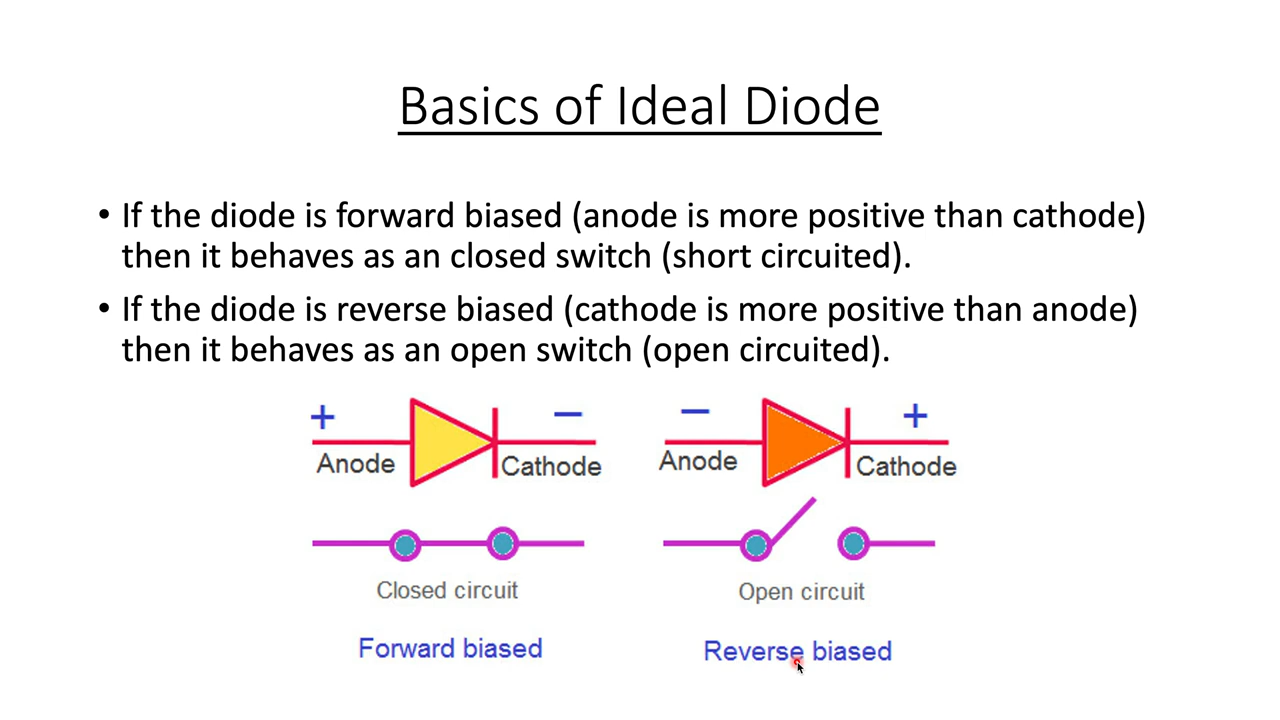 Basics of Ideal Diode
• If the diode is forward biased (anode is more positive than cathode)
then it behaves as an closed switch (short circuited).
• If the diode is reverse biased (cathode is more positive than anode)
then it behaves as an open switch (open circuited).
+ − − +
Anode Cathode Anode Cathode
Closed circuit Open circuit
Forward biased Reverse biased